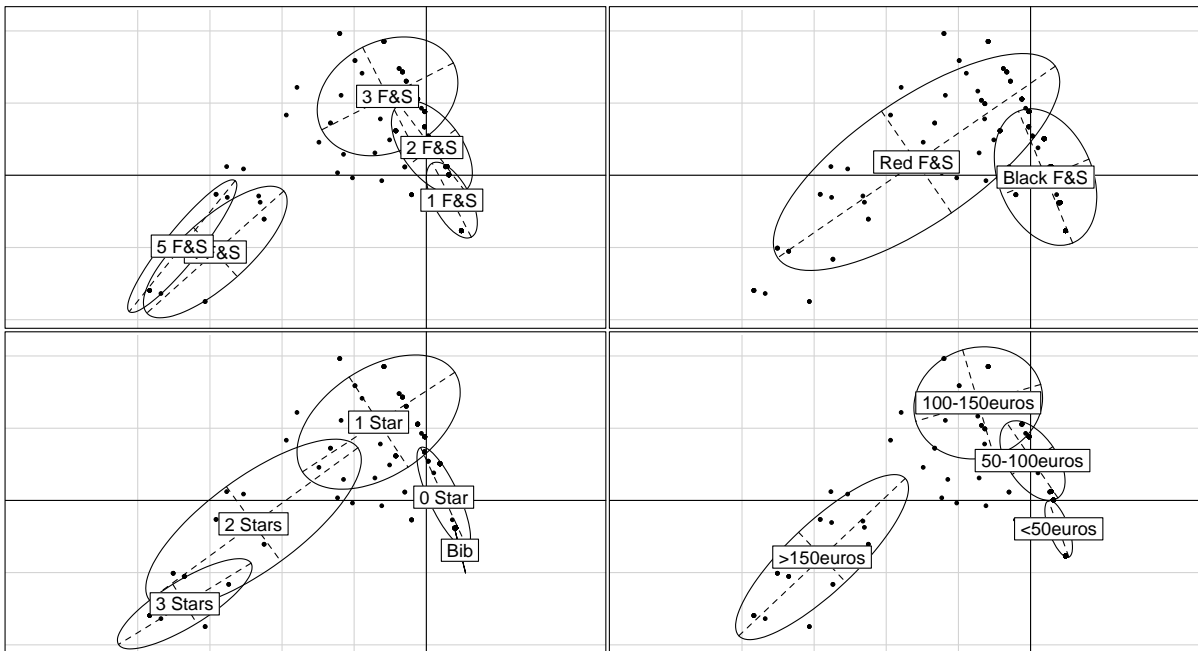 3 F&S
2 F&S
1 F&S
5 F&S
F&S
Red F&S
Black F&S
1 Star
0 Star
2 Stars
Bib
3 Stars
100-150euros
50-100euros
<50euros
>150euros